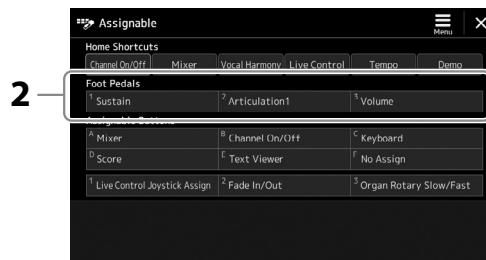 Assignable
Menu
Home Shortcuts
Channel On/Off Mixer Vocal Harmony Live Control Tempo Demo
2
Foot Pedals
1 Sustain 2 Articulation1 3 Volume
Assignable Buttons
A Mixer B Channel On/Off C Keyboard
D Score E Text Viewer F No Assign
1 Live Control Joystick Assign 2 Fade In/Out 3 Organ Rotary Slow/Fast